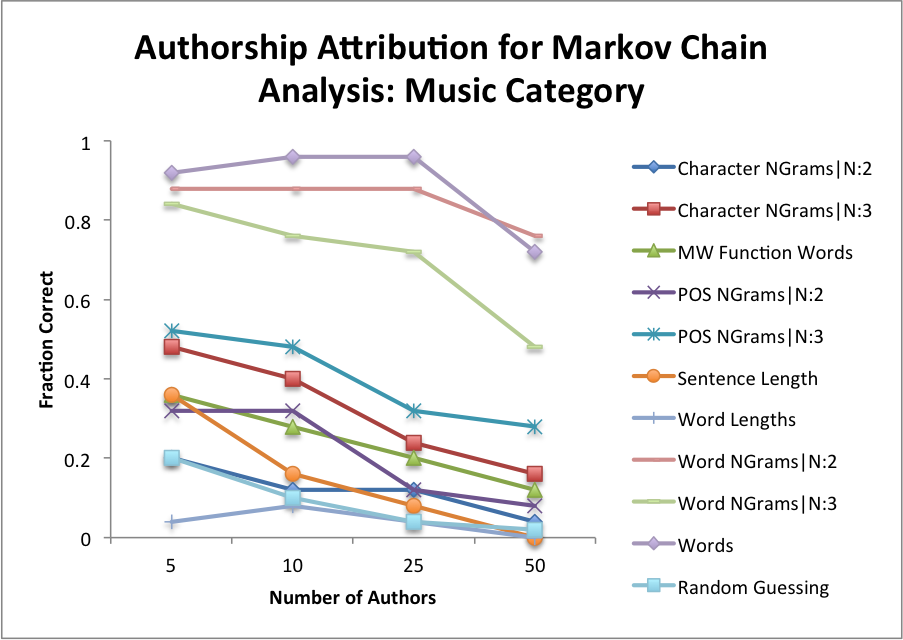 Authorship Attribution for Markov Chain
Analysis: Music Category
1
0.8
0.6
0.4
0.2
0
Fraction Correct
5 10 25 50
Number of Authors
Character NGrams|N:2
Character NGrams|N:3
MW Function Words
POS NGrams|N:2
POS NGrams|N:3
Sentence Length
Word Lengths
Word NGrams|N:2
Word NGrams|N:3
Words
Random Guessing